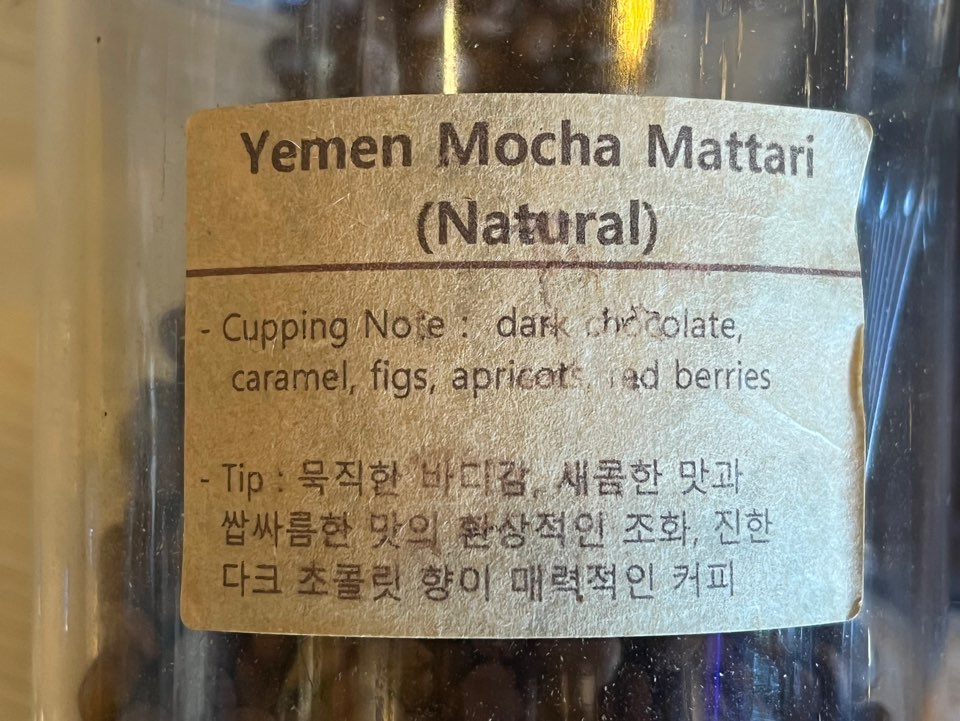 Yemen Mocha Mattari
(Natural)
- Cupping Note : dark chocolate,
caramel, figs, apricots, red berries
- Tip : 묵직한 바디감, 새콤한 맛과
쌉싸름한 맛의 환상적인 조화, 진한
다크 초콜릿 향이 매력적인 커피